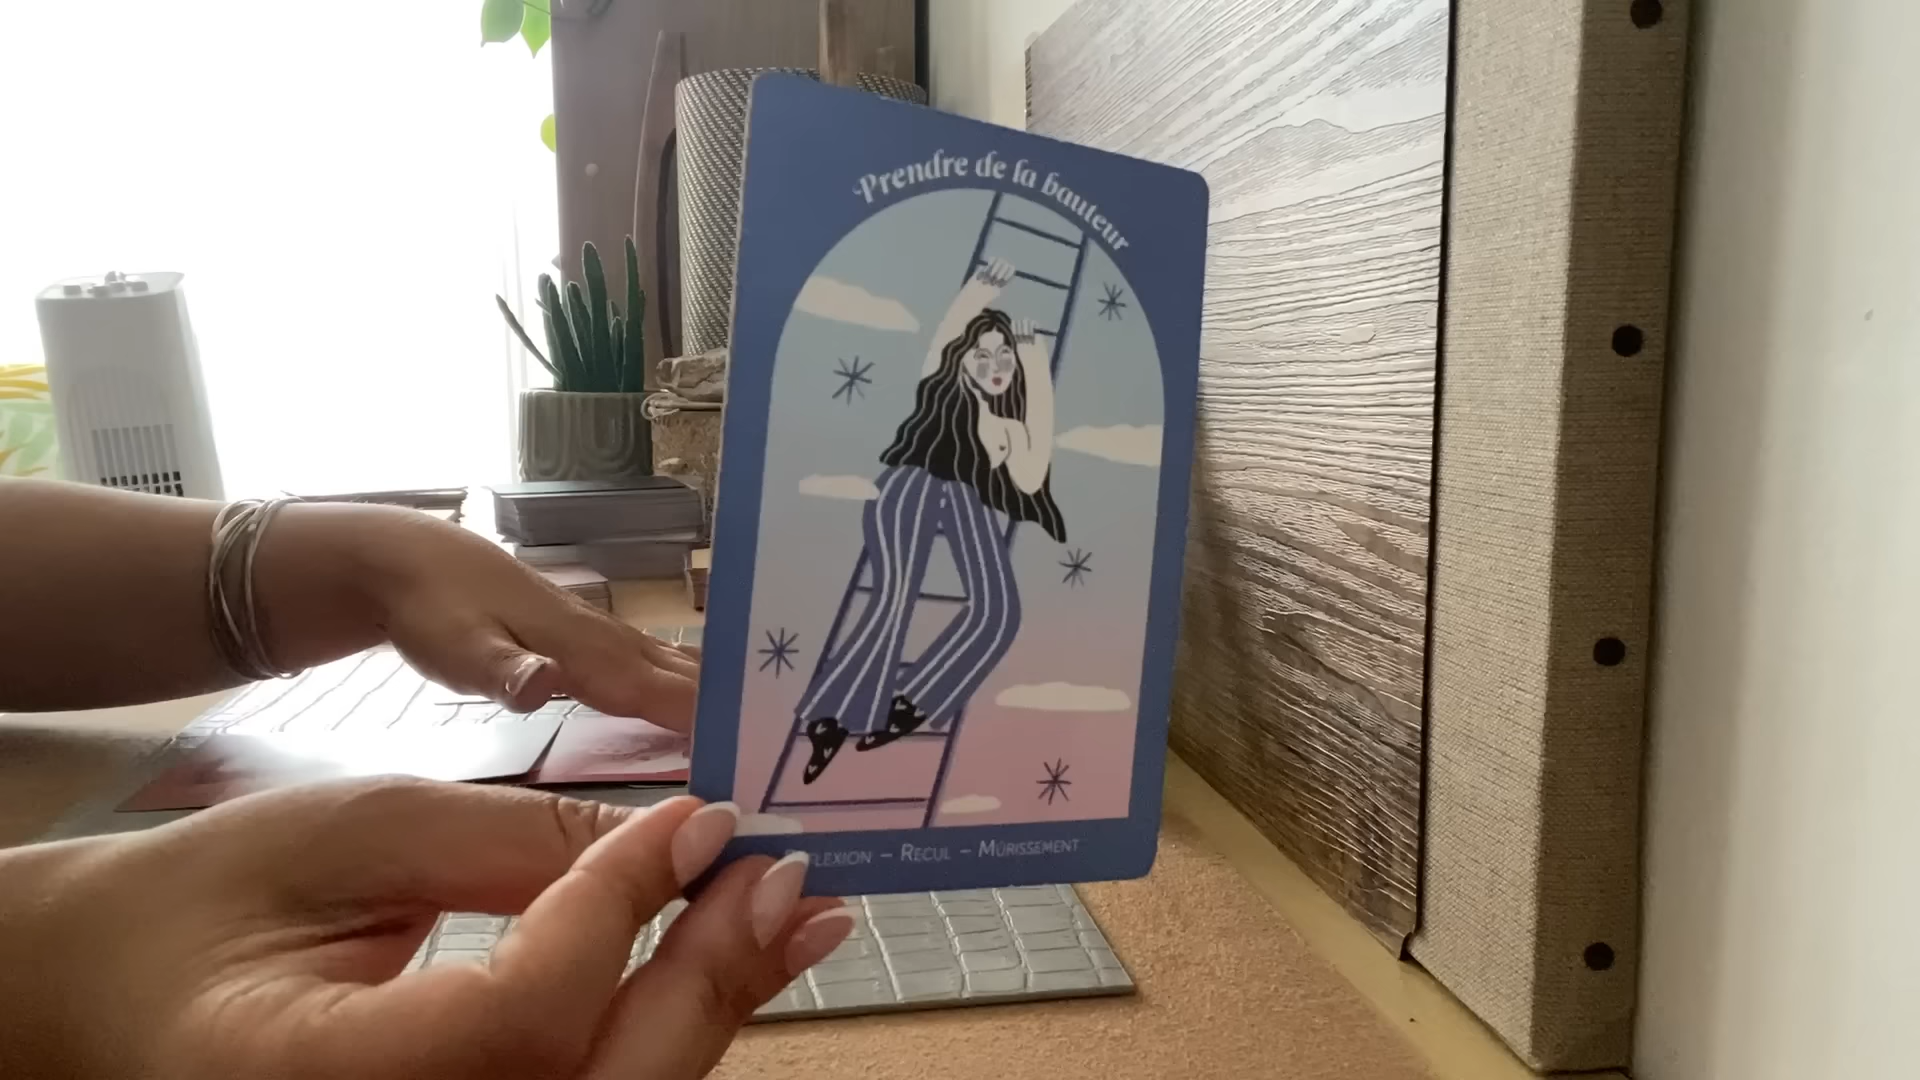 Prendre de la hauteur
– Recul – Mûrissement